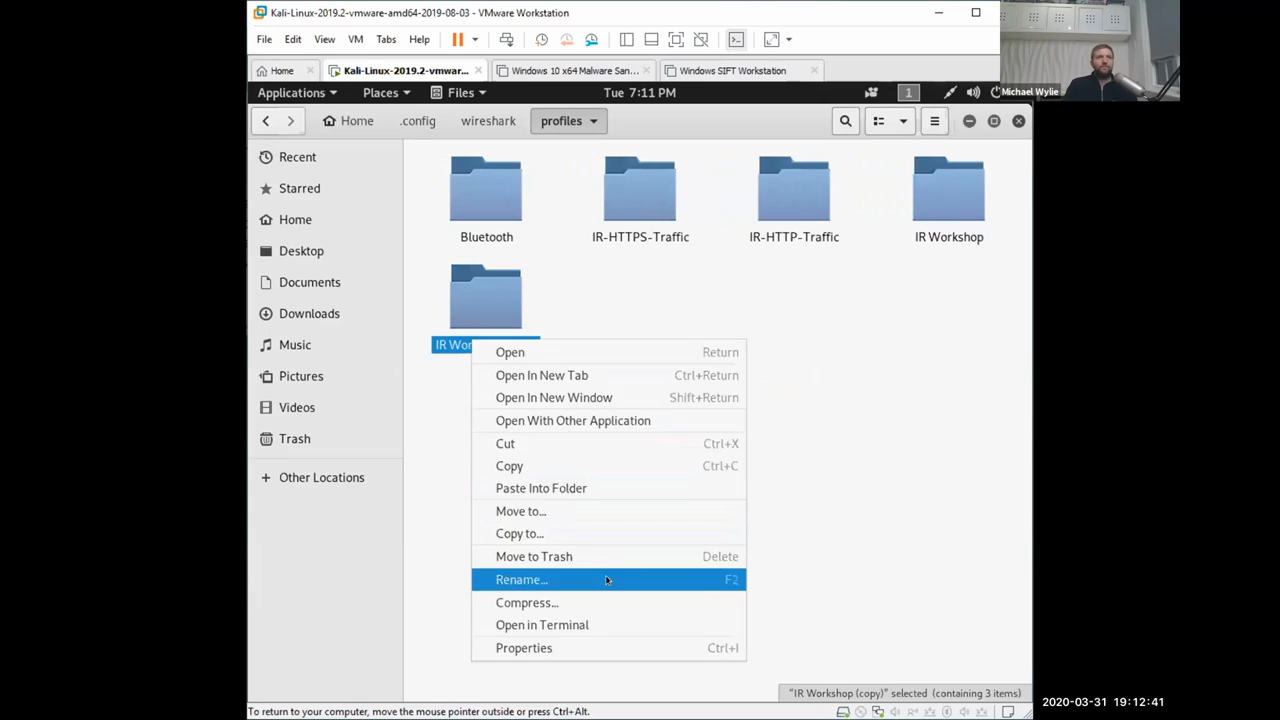 Kali-Linux-2019.2-vmware-amd64-2019-08-03 - VMware Workstation
File Edit View VM Tabs Help
Home Kali-Linux-2019.2-vmwar... Windows 10 x64 Malware San... Windows SIFT Workstation
Michael Wylie
Applications Places Files Tue 7:11 PM 1
Home .config wireshark profiles
Recent
Starred
Home
Desktop
Documents
Downloads
Music
Pictures
Videos
Trash
Other Locations
Bluetooth IR-HTTPS-Traffic IR-HTTP-Traffic IR Workshop
IR Wor
Open Return
Open In New Tab Ctrl+Return
Open In New Window Shift+Return
Open With Other Application
Cut Ctrl+X
Copy Ctrl+C
Paste Into Folder
Move to...
Copy to...
Move to Trash Delete
Rename... F2
Compress...
Open in Terminal
Properties Ctrl+I
"IR Workshop (copy)" selected (containing 3 items)
To return to your computer, move the mouse pointer outside or press Ctrl+Alt.
2020-03-31 19:12:41